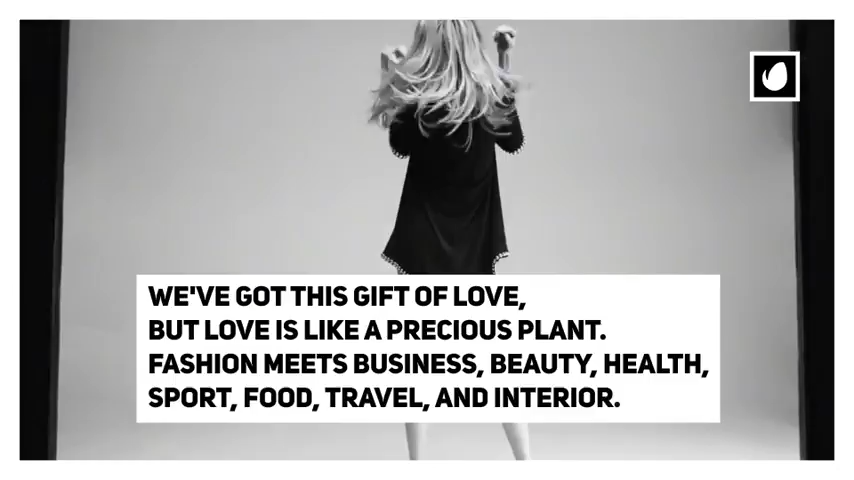 WE'VE GOT THIS GIFT OF LOVE,
BUT LOVE IS LIKE A PRECIOUS PLANT.
FASHION MEETS BUSINESS, BEAUTY, HEALTH,
SPORT, FOOD, TRAVEL, AND INTERIOR.